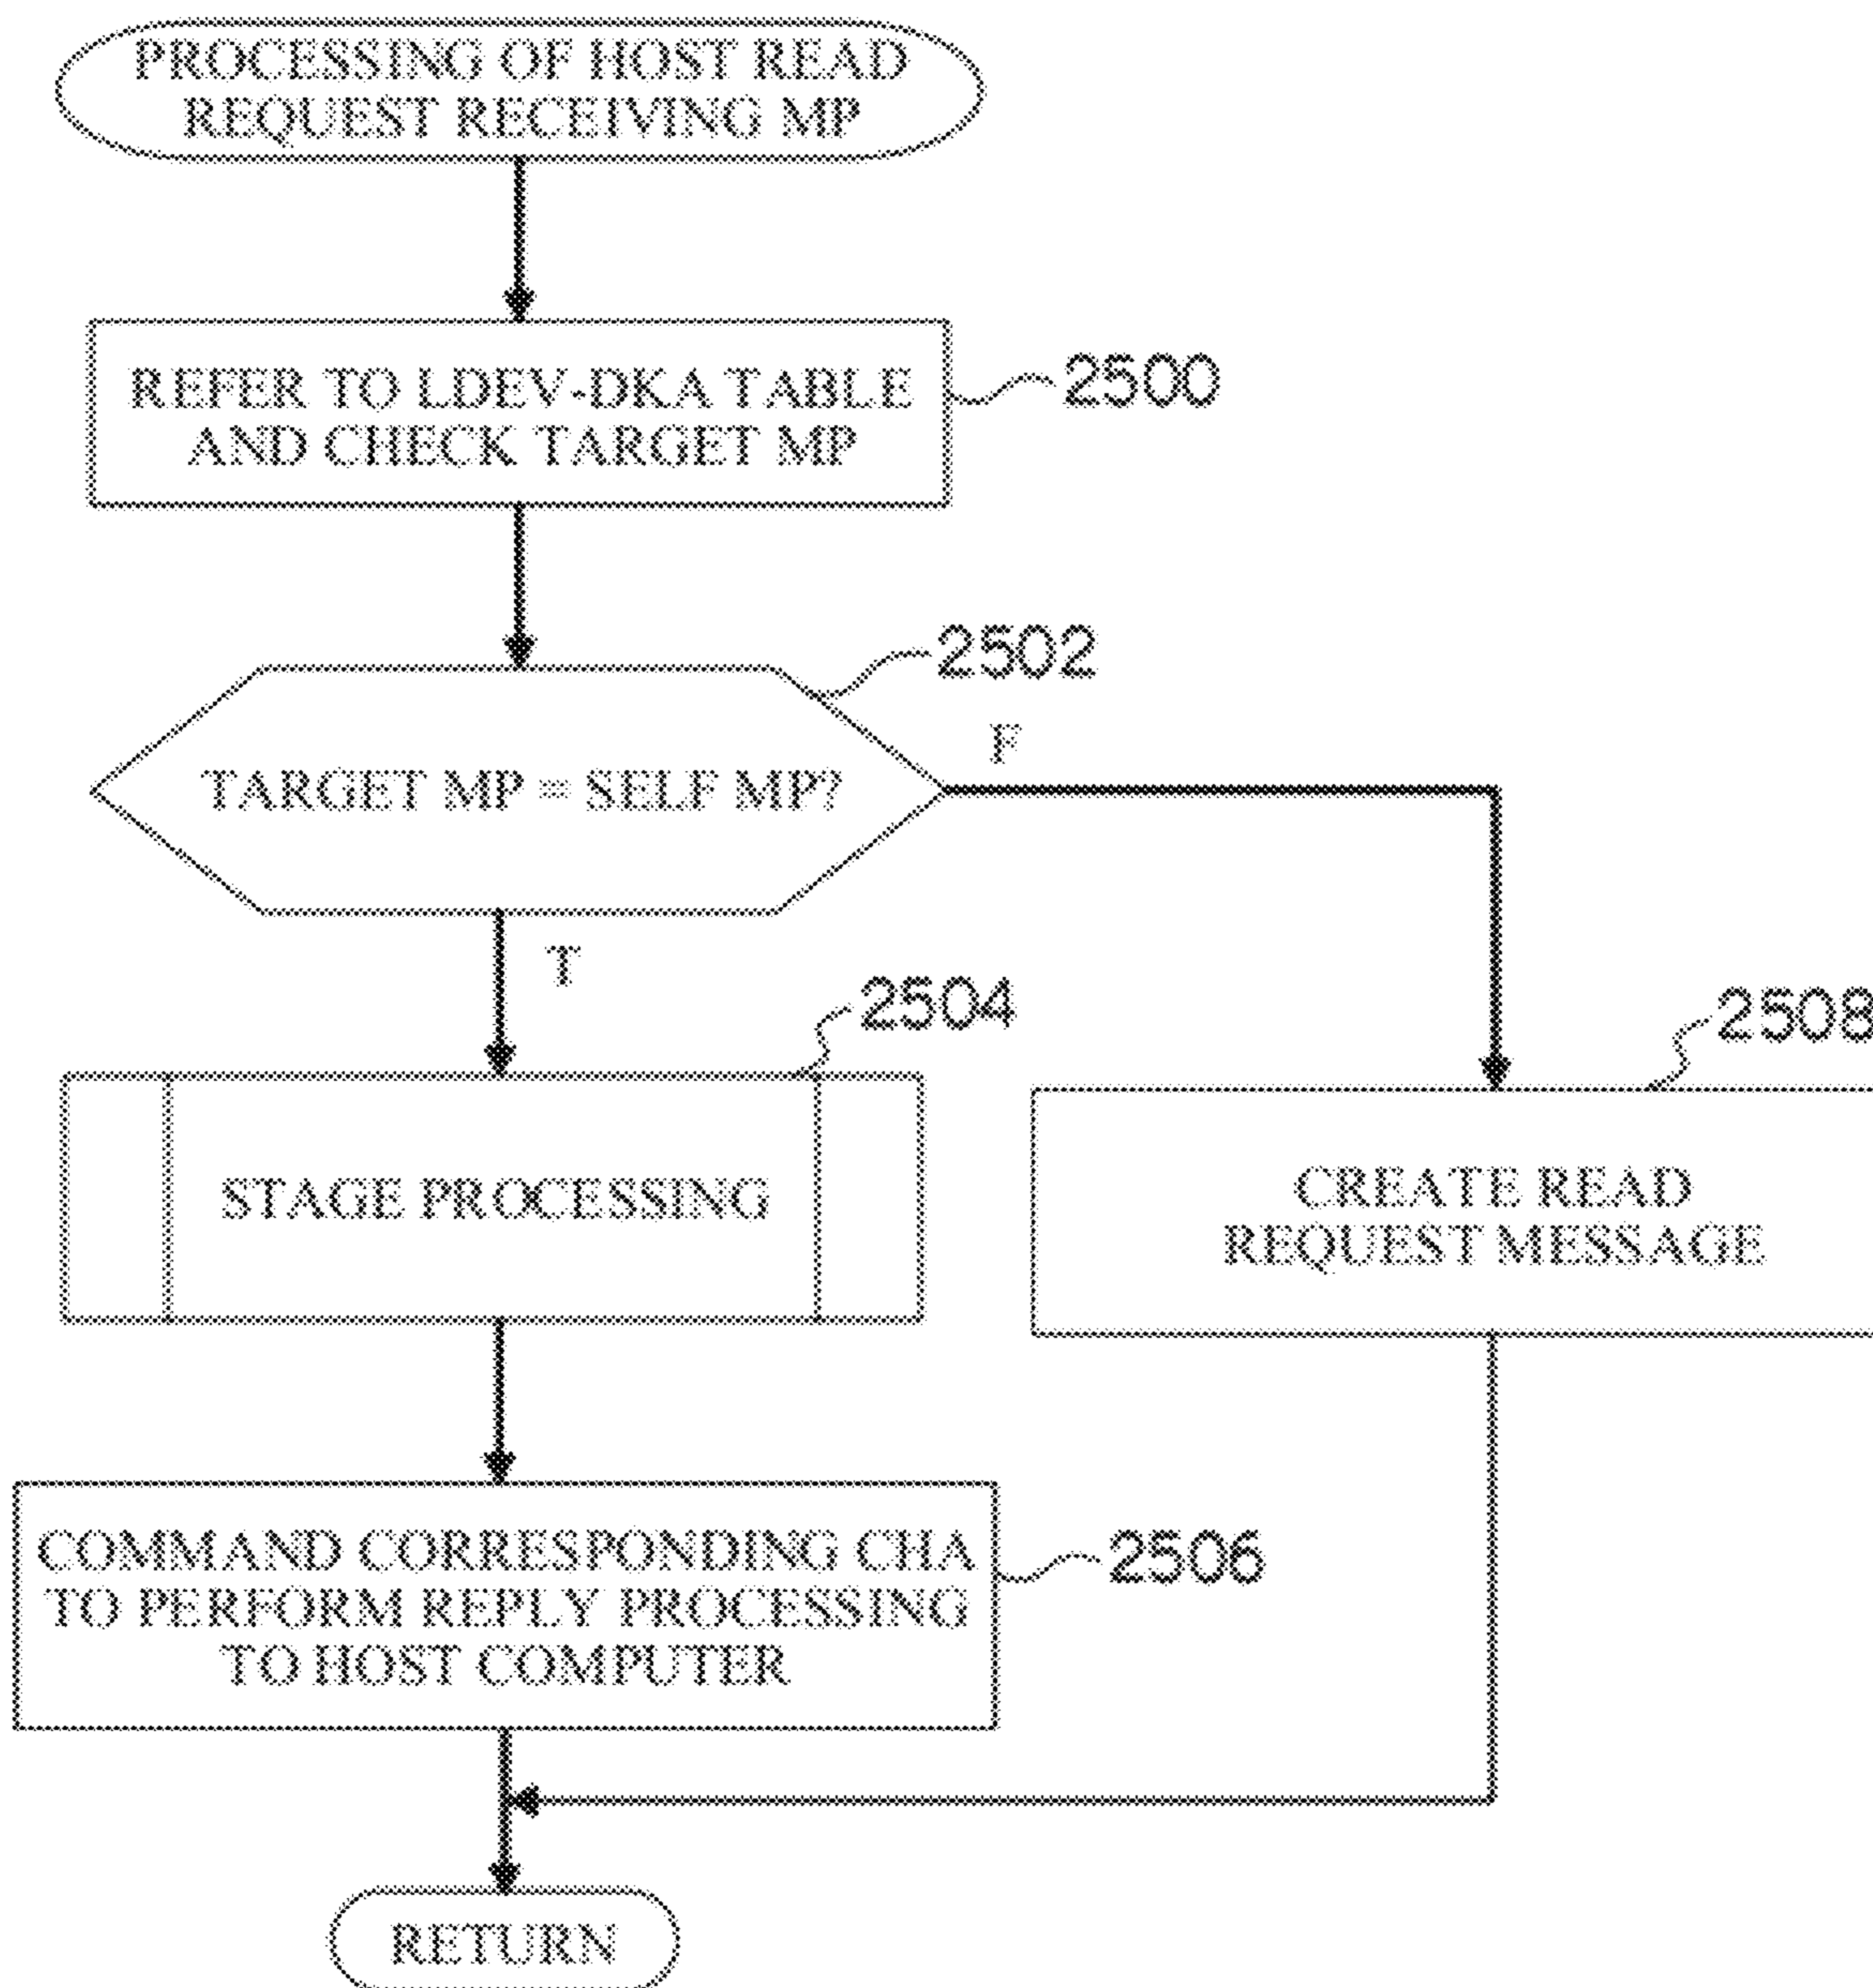 PROCESSING OF HOST READ
REQUEST RECEIVING MP
REFER TO LDEV-DKA TABLE
AND CHECK TARGET MP
2500
2502
TARGET MP = SELF MP?
F
T
2504
2508
STAGE PROCESSING
CREATE READ
REQUEST MESSAGE
COMMAND CORRESPONDING CHA
TO PERFORM REPLY PROCESSING
TO HOST COMPUTER
2506
RETURN